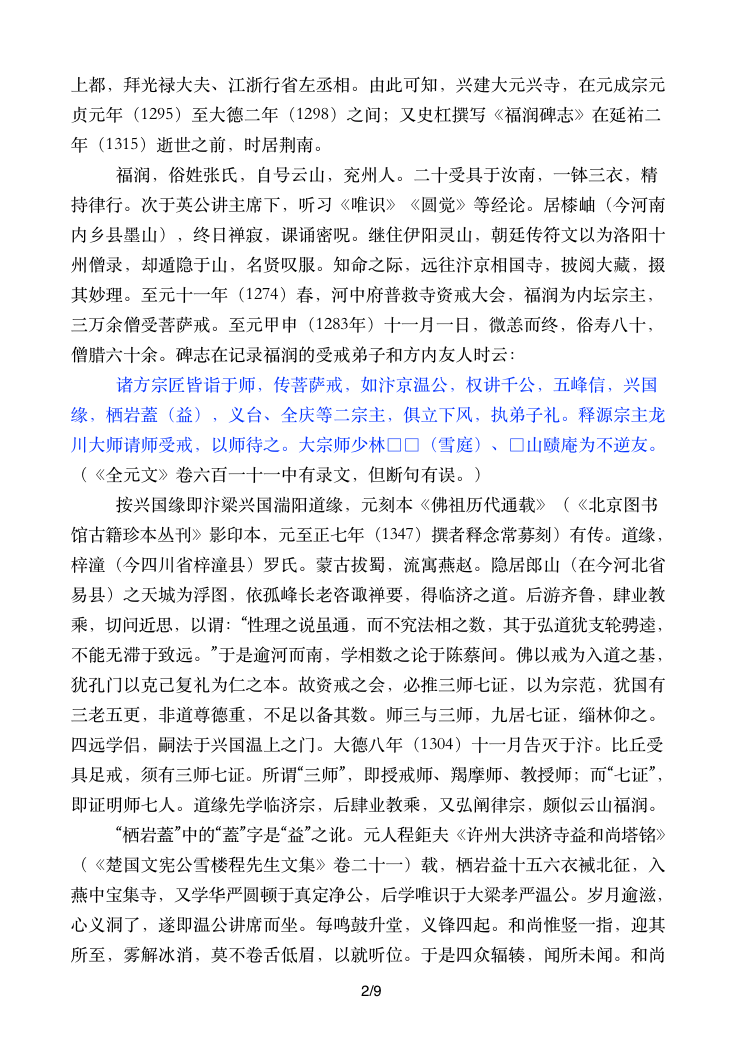 上都，拜光禄大夫、江浙行省左丞相。由此可知，兴建大元兴寺，在元成宗元
贞元年（1295）至大德二年（1298）之间；又史杠撰写《福润碑志》在延祐二
年（1315）逝世之前，时居荆南。
福润，俗姓张氏，自号云山，兖州人。二十受具于汝南，一钵三衣，精
持律行。次于英公讲主席下，听习《唯识》《圆觉》等经论。居榛岫（今河南
内乡县墨山），终日禅寂，课诵密呪。继住伊阳灵山，朝廷传符文以为洛阳十
州僧录，却遁隐于山，名贤叹服。知命之际，远往汴京相国寺，披阅大藏，掇
其妙理。至元十一年（1274）春，河中府普救寺资戒大会，福润为内坛宗主，
三万余僧受菩萨戒。至元甲申（1283年）十一月一日，微恙而终，俗寿八十，
僧腊六十余。碑志在记录福润的受戒弟子和方内友人时云：
诸方宗匠皆诣于师，传菩萨戒，如汴京温公，权讲千公，五峰信，兴国
缘，栖岩蓋（益），义台、全庆等二宗主，俱立下风，执弟子礼。释源宗主龙
川大师请师受戒，以师待之。大宗师少林□□（雪庭）、□山赜庵为不逆友。
（《全元文》卷六百一十一中有录文，但断句有误。）
按兴国缘即汴梁兴国湍阳道缘，元刻本《佛祖历代通载》（《北京图书
馆古籍珍本丛刊》影印本，元至正七年（1347）撰者释念常募刻）有传。道缘，
梓潼（今四川省梓潼县）罗氏。蒙古拔蜀，流寓燕赵。隐居郎山（在今河北省
易县）之天城为浮图，依孤峰长老咨诹禅要，得临济之道。后游齐鲁，肆业教
乘，切问近思，以谓：“性理之说虽通，而不究法相之数，其于弘道犹支轮骋逵，
不能无滞于致远。”于是逾河而南，学相数之论于陈蔡间。佛以戒为入道之基，
犹孔门以克己复礼为仁之本。故资戒之会，必推三师七证，以为宗范，犹国有
三老五更，非道尊德重，不足以备其数。师三与三师，九居七证，缁林仰之。
四远学侣，嗣法于兴国温上之门。大德八年（1304）十一月告灭于汴。比丘受
具足戒，须有三师七证。所谓“三师”，即授戒师、羯摩师、教授师；而“七证”，
即证明师七人。道缘先学临济宗，后肆业教乘，又弘阐律宗，颇似云山福润。
“栖岩蓋”中的“蓋”字是“益”之讹。元人程鉅夫《许州大洪济寺益和尚塔铭》
（《楚国文宪公雪楼程先生文集》卷二十一）载，栖岩益十五六衣裓北征，入
燕中宝集寺，又学华严圆顿于真定净公，后学唯识于大梁孝严温公。岁月逾滋，
心义洞了，遂即温公讲席而坐。每鸣鼓升堂，义锋四起。和尚惟竖一指，迎其
所至，雾解冰消，莫不卷舌低眉，以就听位。于是四众辐辏，闻所未闻。和尚
2/9